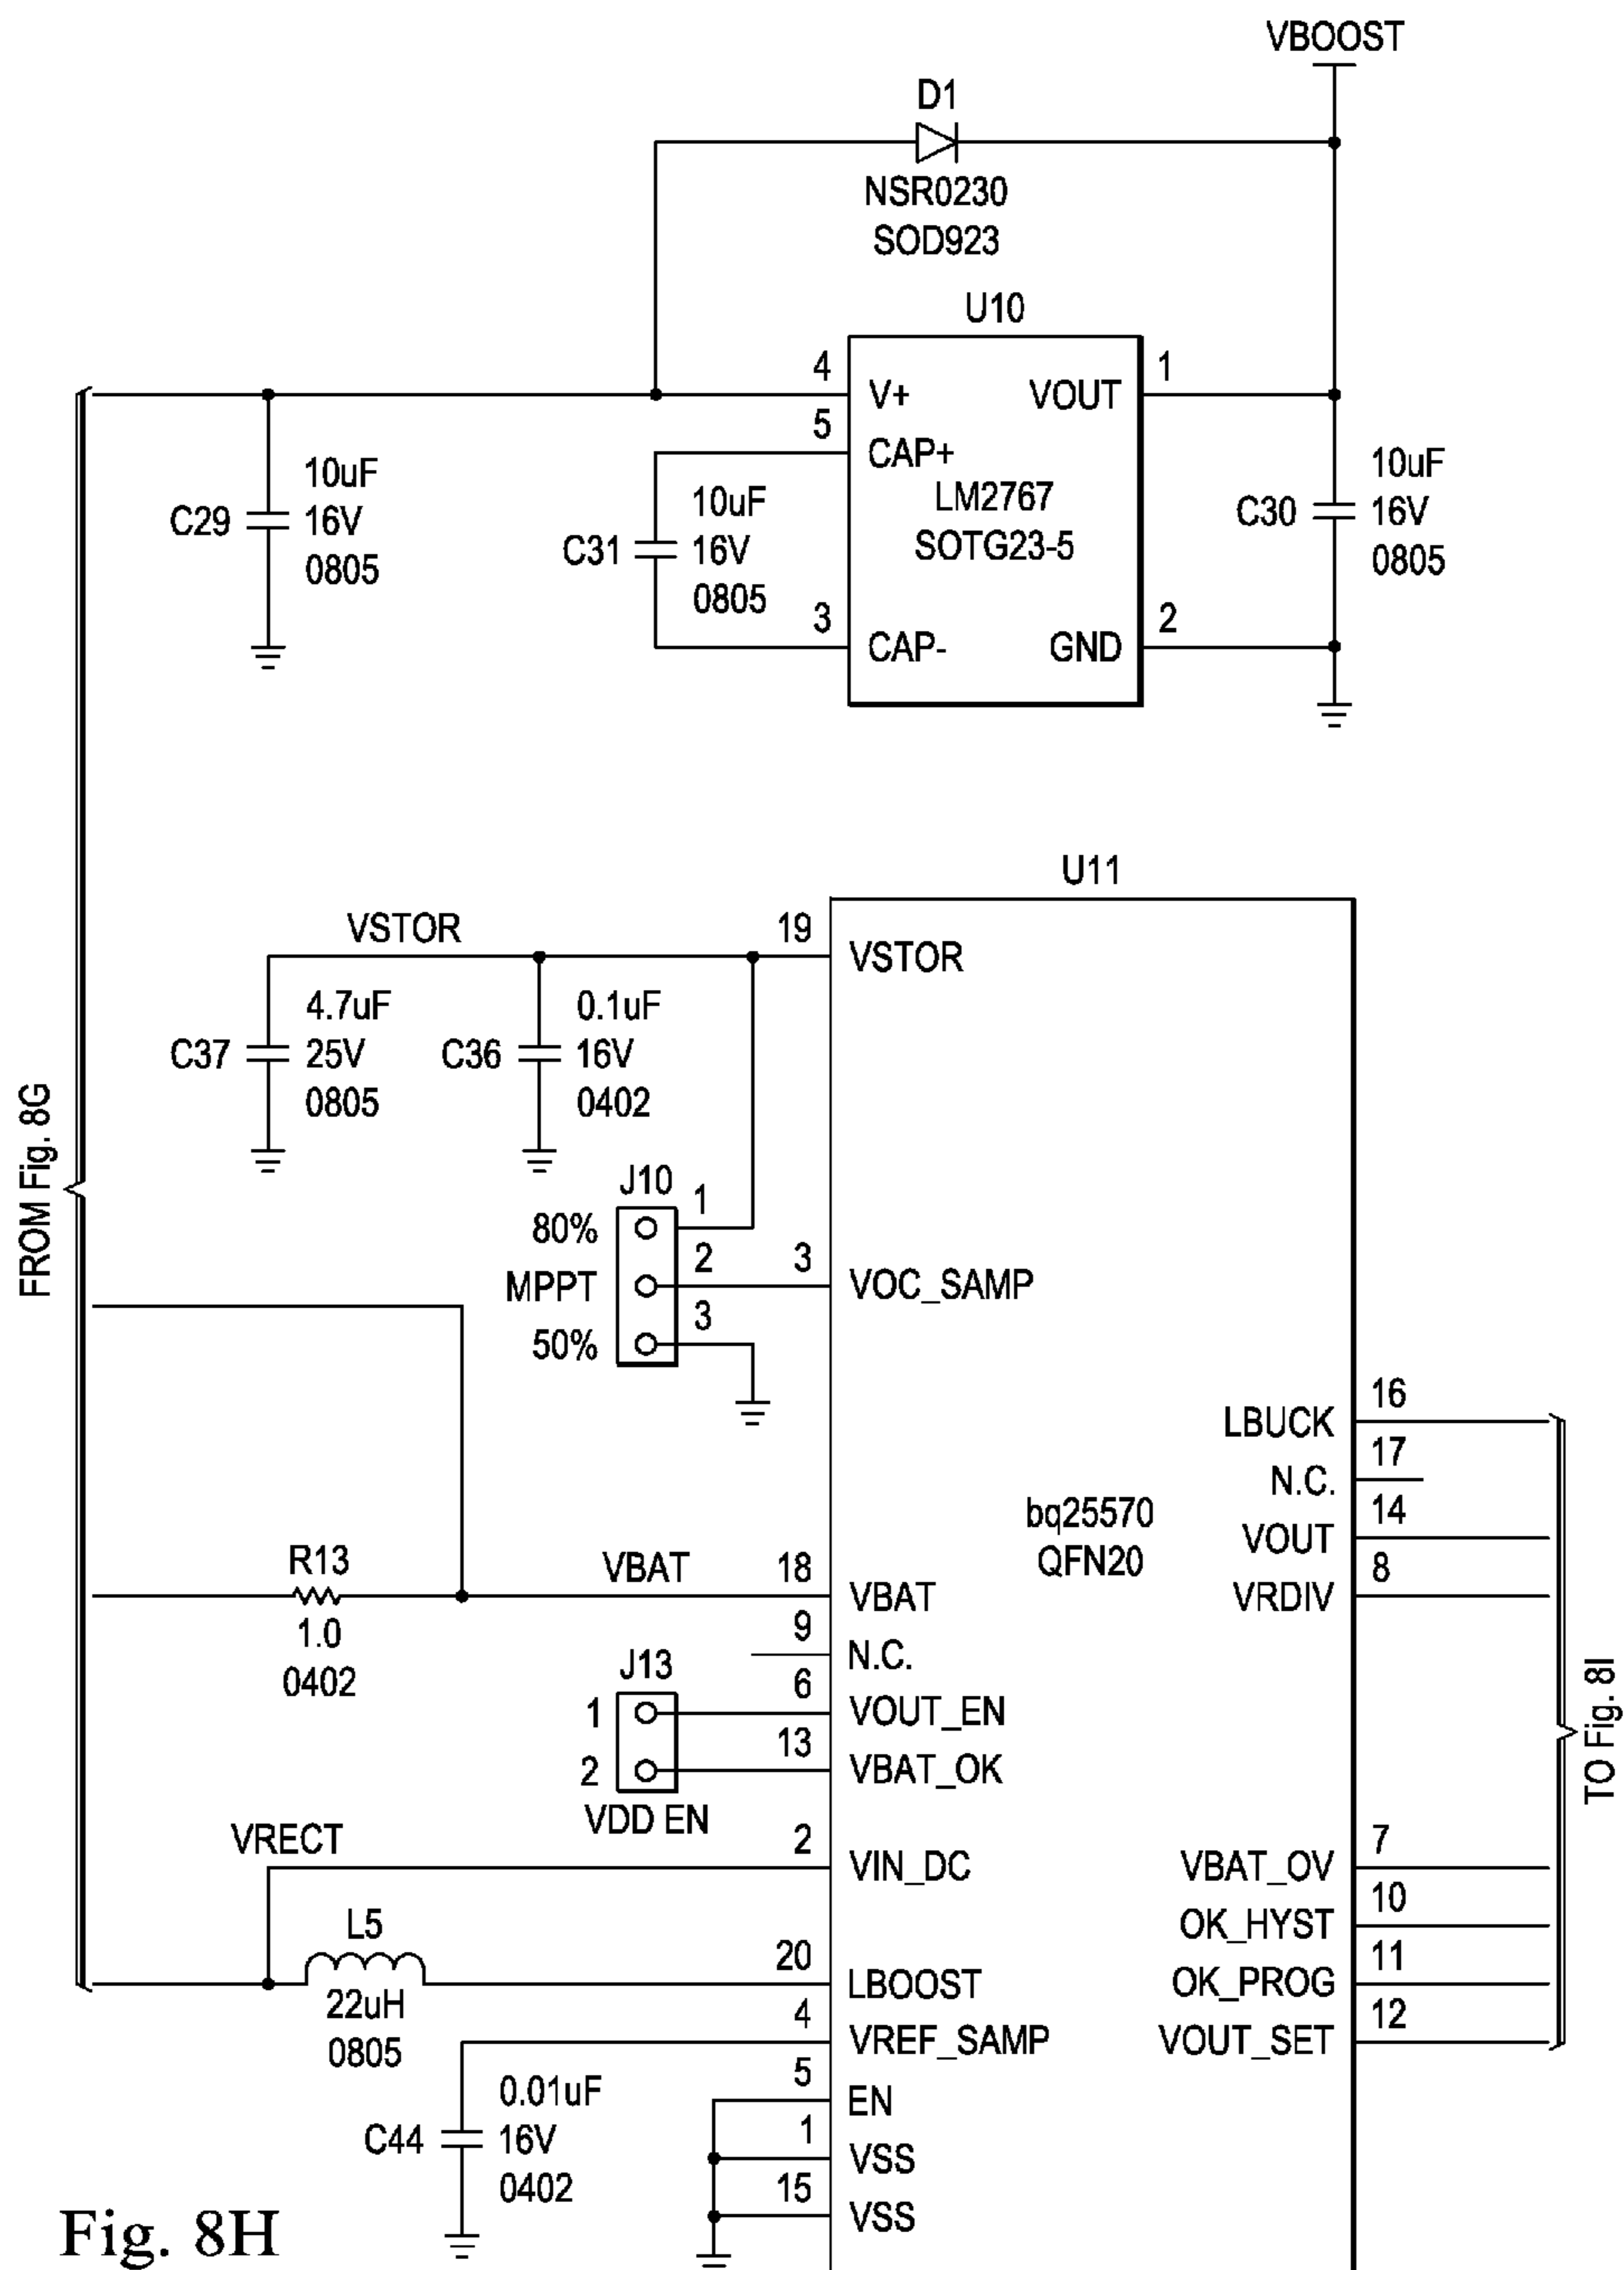 VBOOST
D1
NSR0230
SOD923
U10
4
V+
VOUT
1
5
CAP+
10uF
C29
16V
0805
10uF
C31
16V
0805
LM2767
SOTG23-5
10uF
C30
16V
0805
3
CAP-
GND
2
U11
VSTOR
19
VSTOR
4.7uF
C37
25V
0805
0.1uF
C36
16V
0402
FROM Fig. 8G
J10
80%
1
MPPT
2
3
VOC_SAMP
50%
3
LBUCK
16
N.C.
17
bq25570
QFN20
VOUT
14
VRDIV
8
R13
1.0
0402
VBAT
18
VBAT
9
N.C.
J13
1
6
VOUT_EN
2
13
VBAT_OK
VDD EN
TO Fig. 8I
VRECT
2
VIN_DC
VBAT_OV
7
OK_HYST
10
L5
22uH
0805
20
LBOOST
OK_PROG
11
4
VREF_SAMP
VOUT_SET
12
0.01uF
C44
16V
0402
5
EN
1
VSS
15
VSS
Fig. 8H